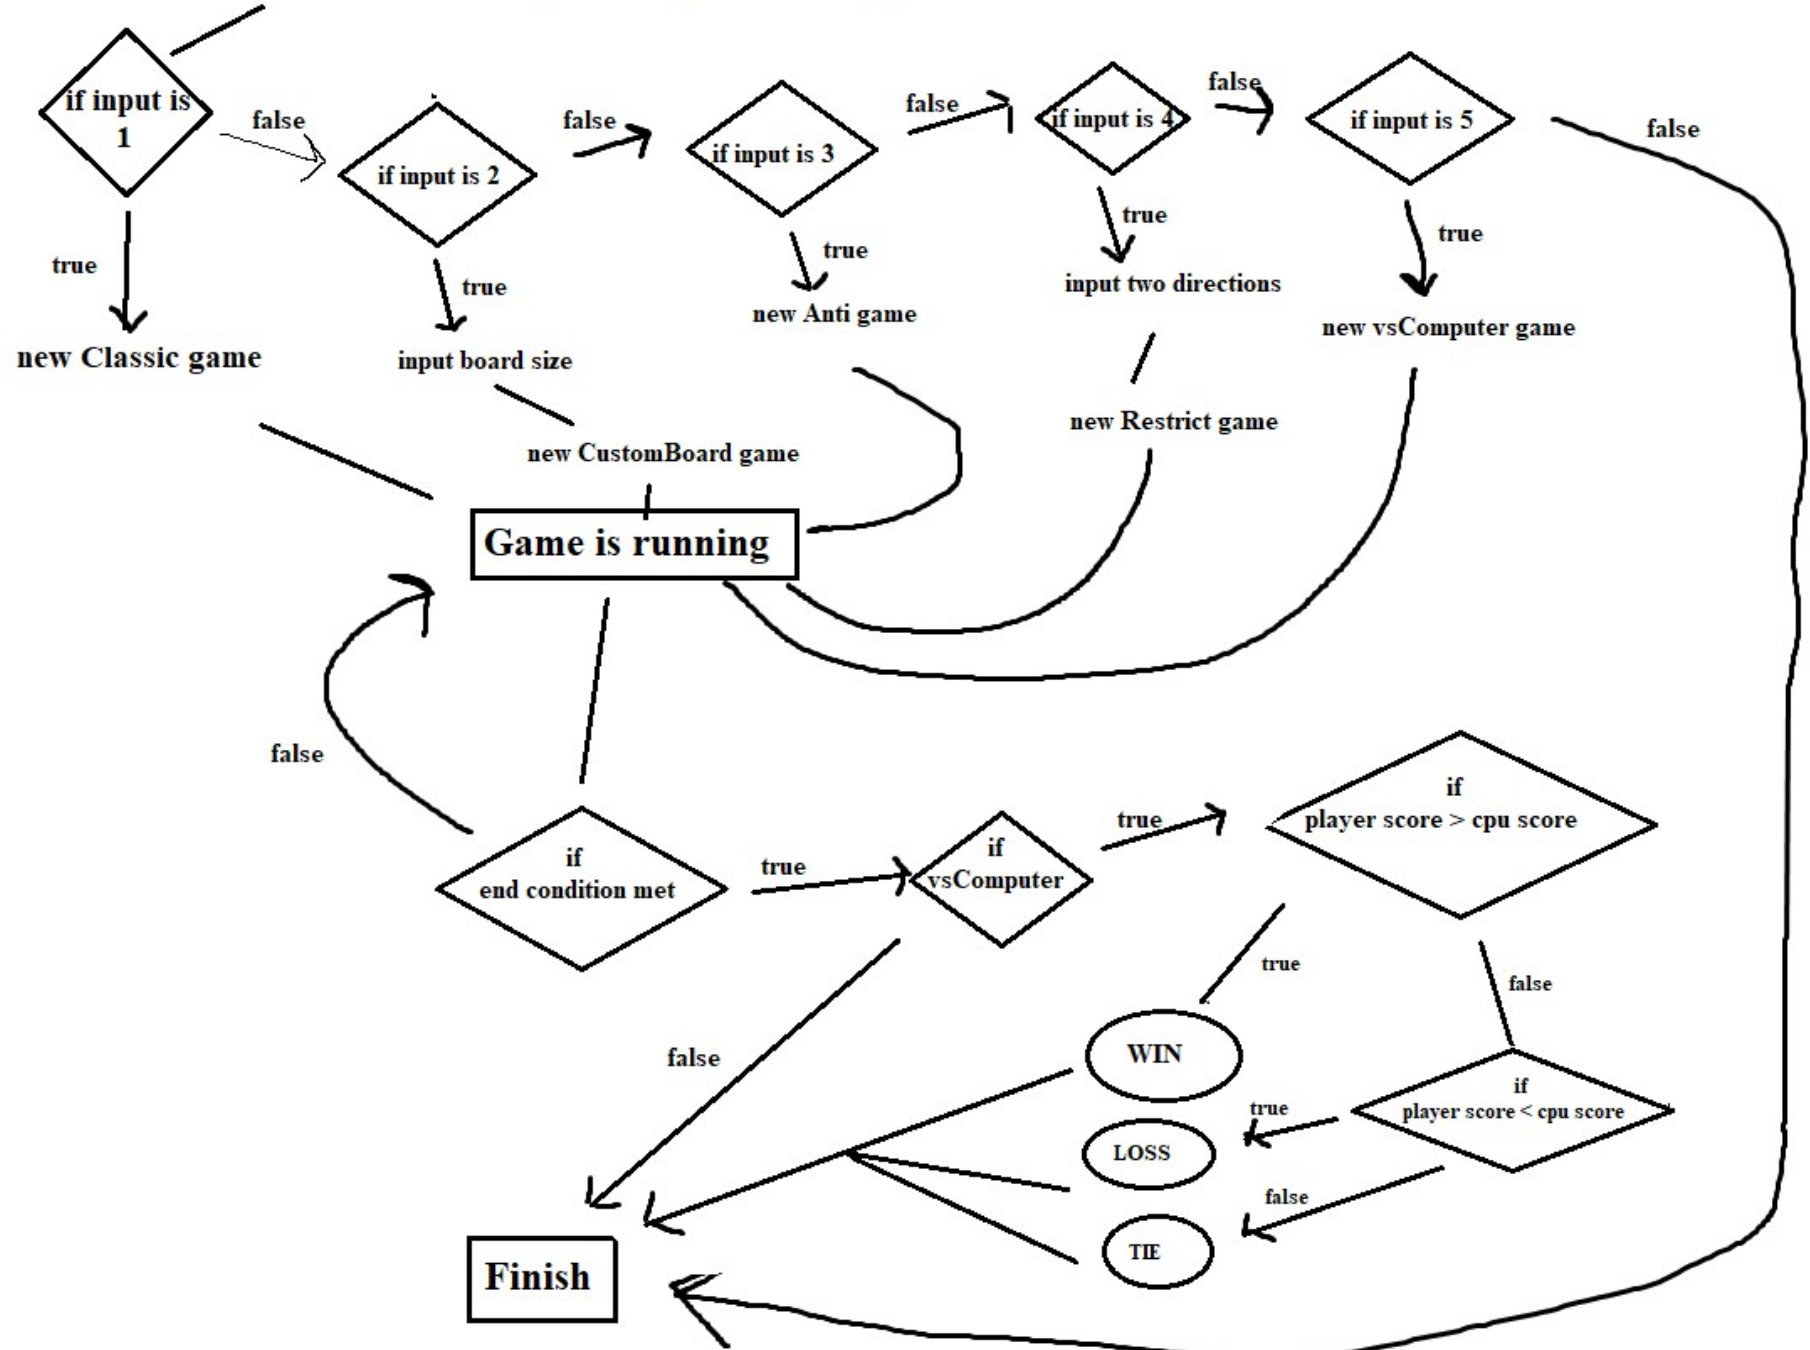 if input is
1
false
if input is 2
false
if input is 3
false
if input is 4
false
if input is 5
false
true
new Classic game
true
input board size
new CustomBoard game
true
new Anti game
true
input two directions
new Restrict game
true
new vsComputer game
Game is running
false
if
end condition met
true
if
vsComputer
true
if
player score > cpu score
true
false
false
WIN
if
player score < cpu score
true
LOSS
false
TIE
Finish